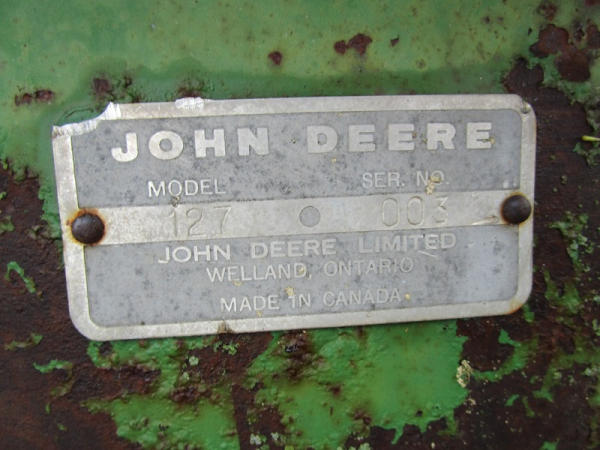 JOHN DEERE
MODEL SER. NO.
127 003
JOHN DEERE LIMITED
WELLAND, ONTARIO
MADE IN CANADA